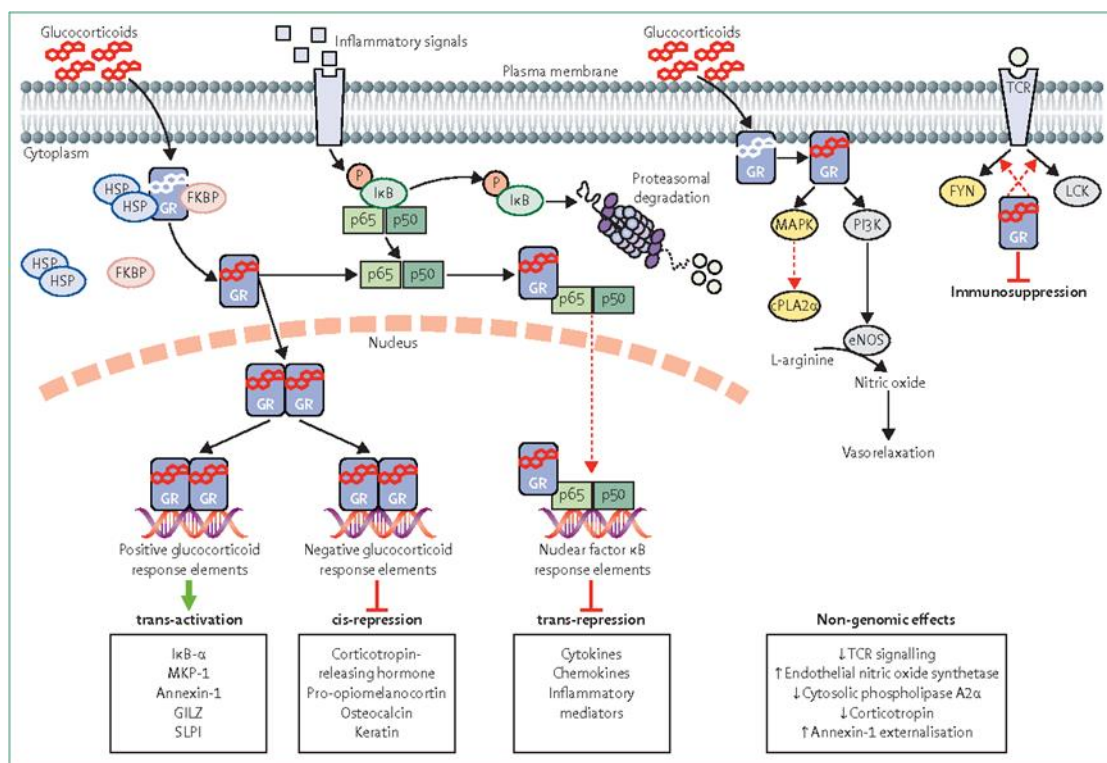 Glucocorticoids
Inflammatory signals
Glucocorticoids
Plasma membrane
TCR
Cytoplasm
HSP
HSP
GR
FKBP
P
IκB
p65
p50
P
IκB
Proteasomal
degradation
GR
GR
FYN
LCK
MAPK
PI3K
GR
HSP
HSP
FKBP
GR
p65
p50
GR
p65
p50
cPLA2α
Immunosuppression
Nucleus
eNOS
L-arginine
Nitric oxide
GR
GR
Vasorelaxation
GR
GR
GR
GR
GR
p65
p50
Positive glucocorticoid
response elements
Negative glucocorticoid
response elements
Nuclear factor κB
response elements
trans-activation
IκB-α
MKP-1
Annexin-1
GILZ
SLPI
cis-repression
Corticotropin-
releasing hormone
Pro-opiomelanocortin
Osteocalcin
Keratin
trans-repression
Cytokines
Chemokines
Inflammatory
mediators
Non-genomic effects
↓TCR signalling
↑Endothelial nitric oxide synthetase
↓Cytosolic phospholipase A2α
↓Corticotropin
↑Annexin-1 externalisation